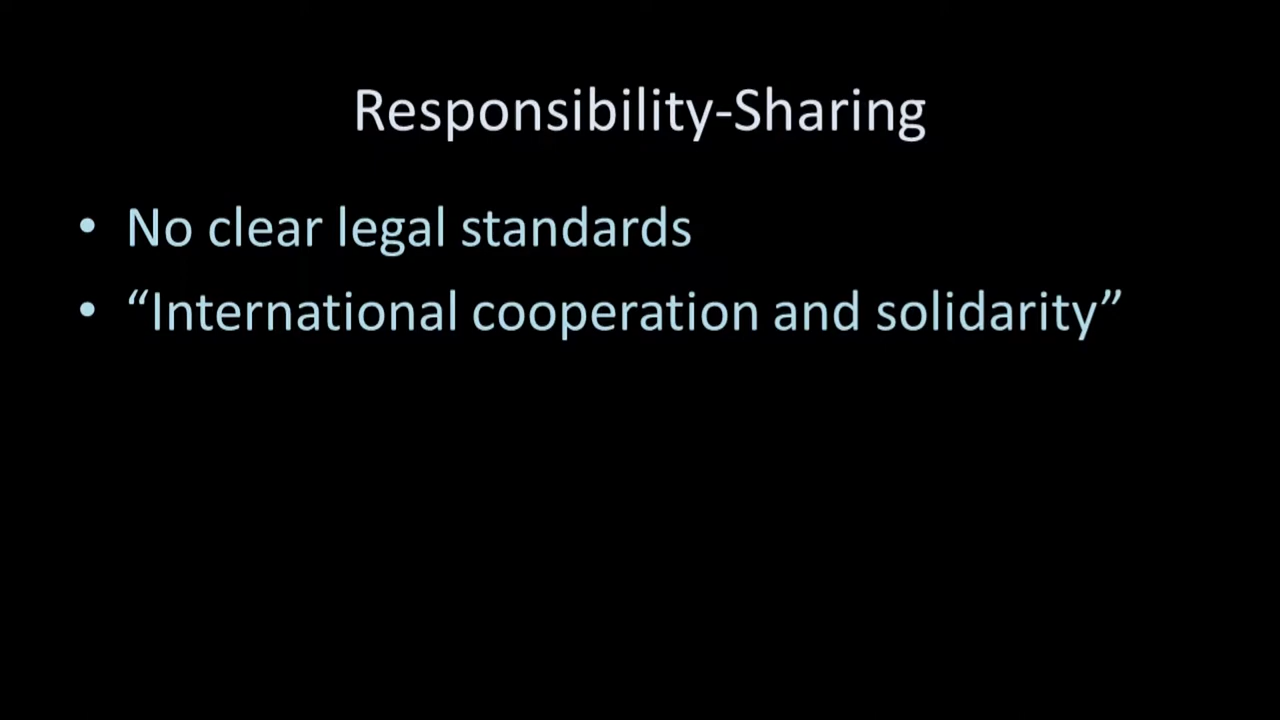 Responsibility-Sharing
• No clear legal standards
• “International cooperation and solidarity”